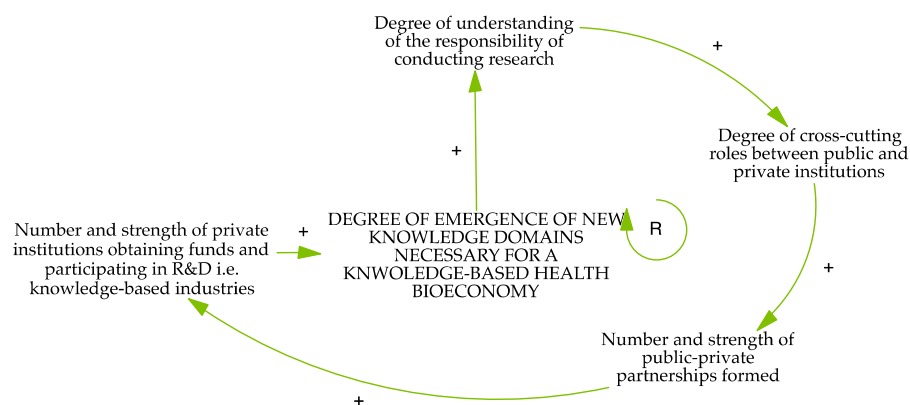 Degree of understanding
of the responsibility of
conducting research
+
+
Degree of cross-cutting
roles between public and
private institutions
+
DEGREE OF EMERGENCE OF NEW
KNOWLEDGE DOMAINS
NECESSARY FOR A
KNWOLEDGE-BASED HEALTH
BIOECONOMY
R
Number and strength of private
institutions obtaining funds and
participating in R&D i.e.
knowledge-based industries
+
+
Number and strength of
public-private
partnerships formed
+